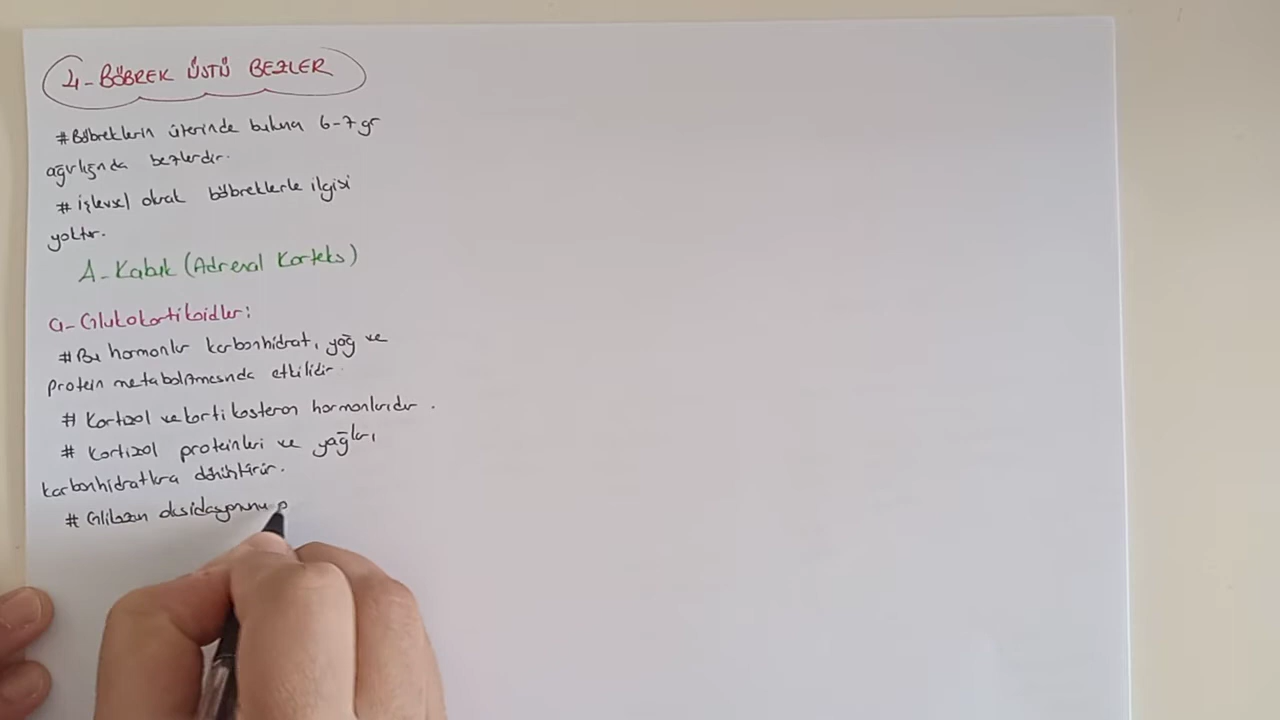 4- BÖBREK ÜSTÜ BEZLER
# Böbreklerin üzerinde buluna 6-7 gr
ağırlığında bezlerdir.
# İşlevsel olarak böbreklerle ilgisi
yoktur.
A- Kabuk (Adrenal Korteks)
a- Glukokortikoidler:
# Bu hormonlar karbonhidrat, yağ ve
protein metabolizmasında etkilidir.
# Kortizol ve kortikosteron hormonlarıdır.
# Kortizol proteinleri ve yağları,
karbonhidratlara dönüştürür.
# Glikozun oksidasyonunu